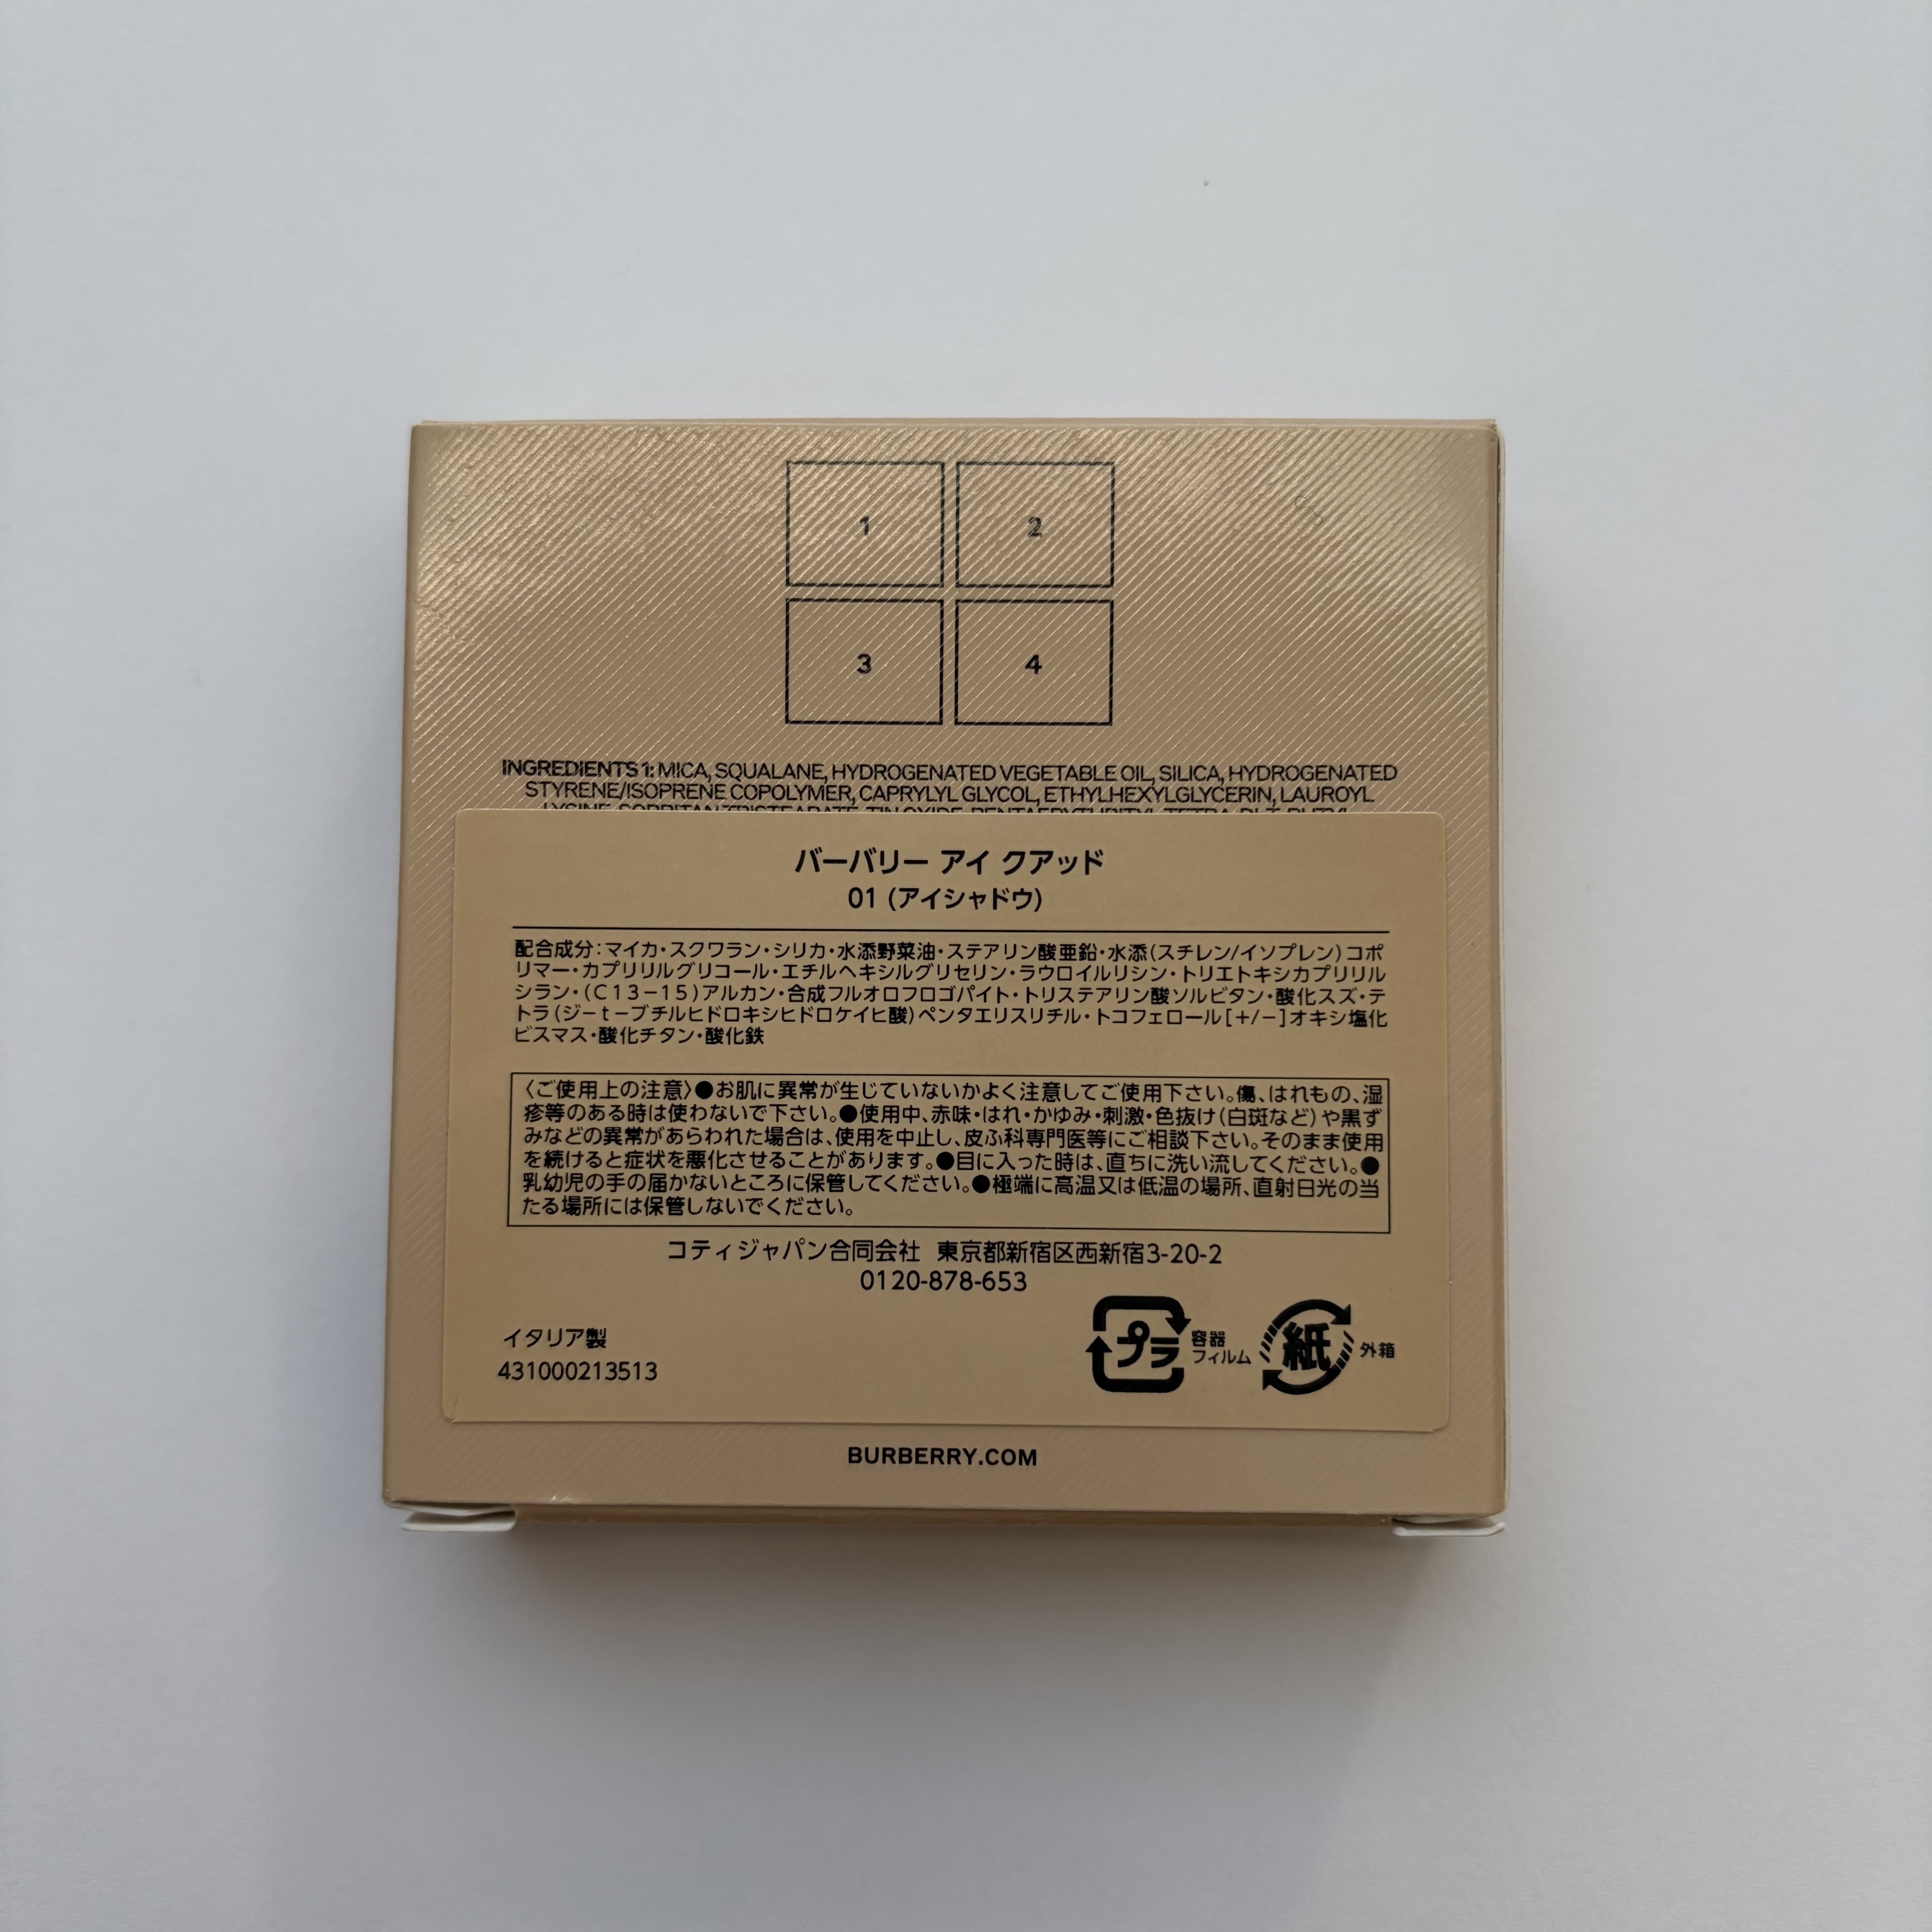 1
2
3
4
INGREDIENTS 1: MICA, SQUALANE, HYDROGENATED VEGETABLE OIL, SILICA, HYDROGENATED
STYRENE/ISOPRENE COPOLYMER, CAPRYLYL GLYCOL, ETHYLHEXYLGLYCERIN, LAUROYL
LYSINE, SORBITAN TRISTEARATE, TIN OXIDE, PENTAERYTHRITYL TETRA-DI-T-BUTYL
バーバリー アイ クアッド
01 (アイシャドウ)
配合成分:マイカ・スクワラン・シリカ・水添野菜油・ステアリン酸亜鉛・水添(スチレン/イソプレン)コポ
リマー・カプリリルグリコール・エチルヘキシルグリセリン・ラウロイルリシン・トリエトキシカプリリル
シラン・(C13-15)アルカン・合成フルオロフロゴパイト・トリステアリン酸ソルビタン・酸化スズ・テ
トラ(ジ-t-ブチルヒドロキシヒドロケイヒ酸)ペンタエリスリチル・トコフェロール[+/-]オキシ塩化
ビスマス・酸化チタン・酸化鉄
〈ご使用上の注意〉●お肌に異常が生じていないかよく注意してご使用下さい。傷、はれもの、湿
疹等のある時は使わないで下さい。●使用中、赤味・はれ・かゆみ・刺激・色抜け(白斑など)や黒ず
みなどの異常があらわれた場合は、使用を中止し、皮ふ科専門医等にご相談下さい。そのまま使用
を続けると症状を悪化させることがあります。●目に入った時は、直ちに洗い流してください。●
乳幼児の手の届かないところに保管してください。●極端に高温又は低温の場所、直射日光の当
たる場所には保管しないでください。
コティジャパン合同会社 東京都新宿区西新宿3-20-2
0120-878-653
イタリア製
431000213513
プラ
容器
フィルム
紙
外箱
BURBERRY.COM